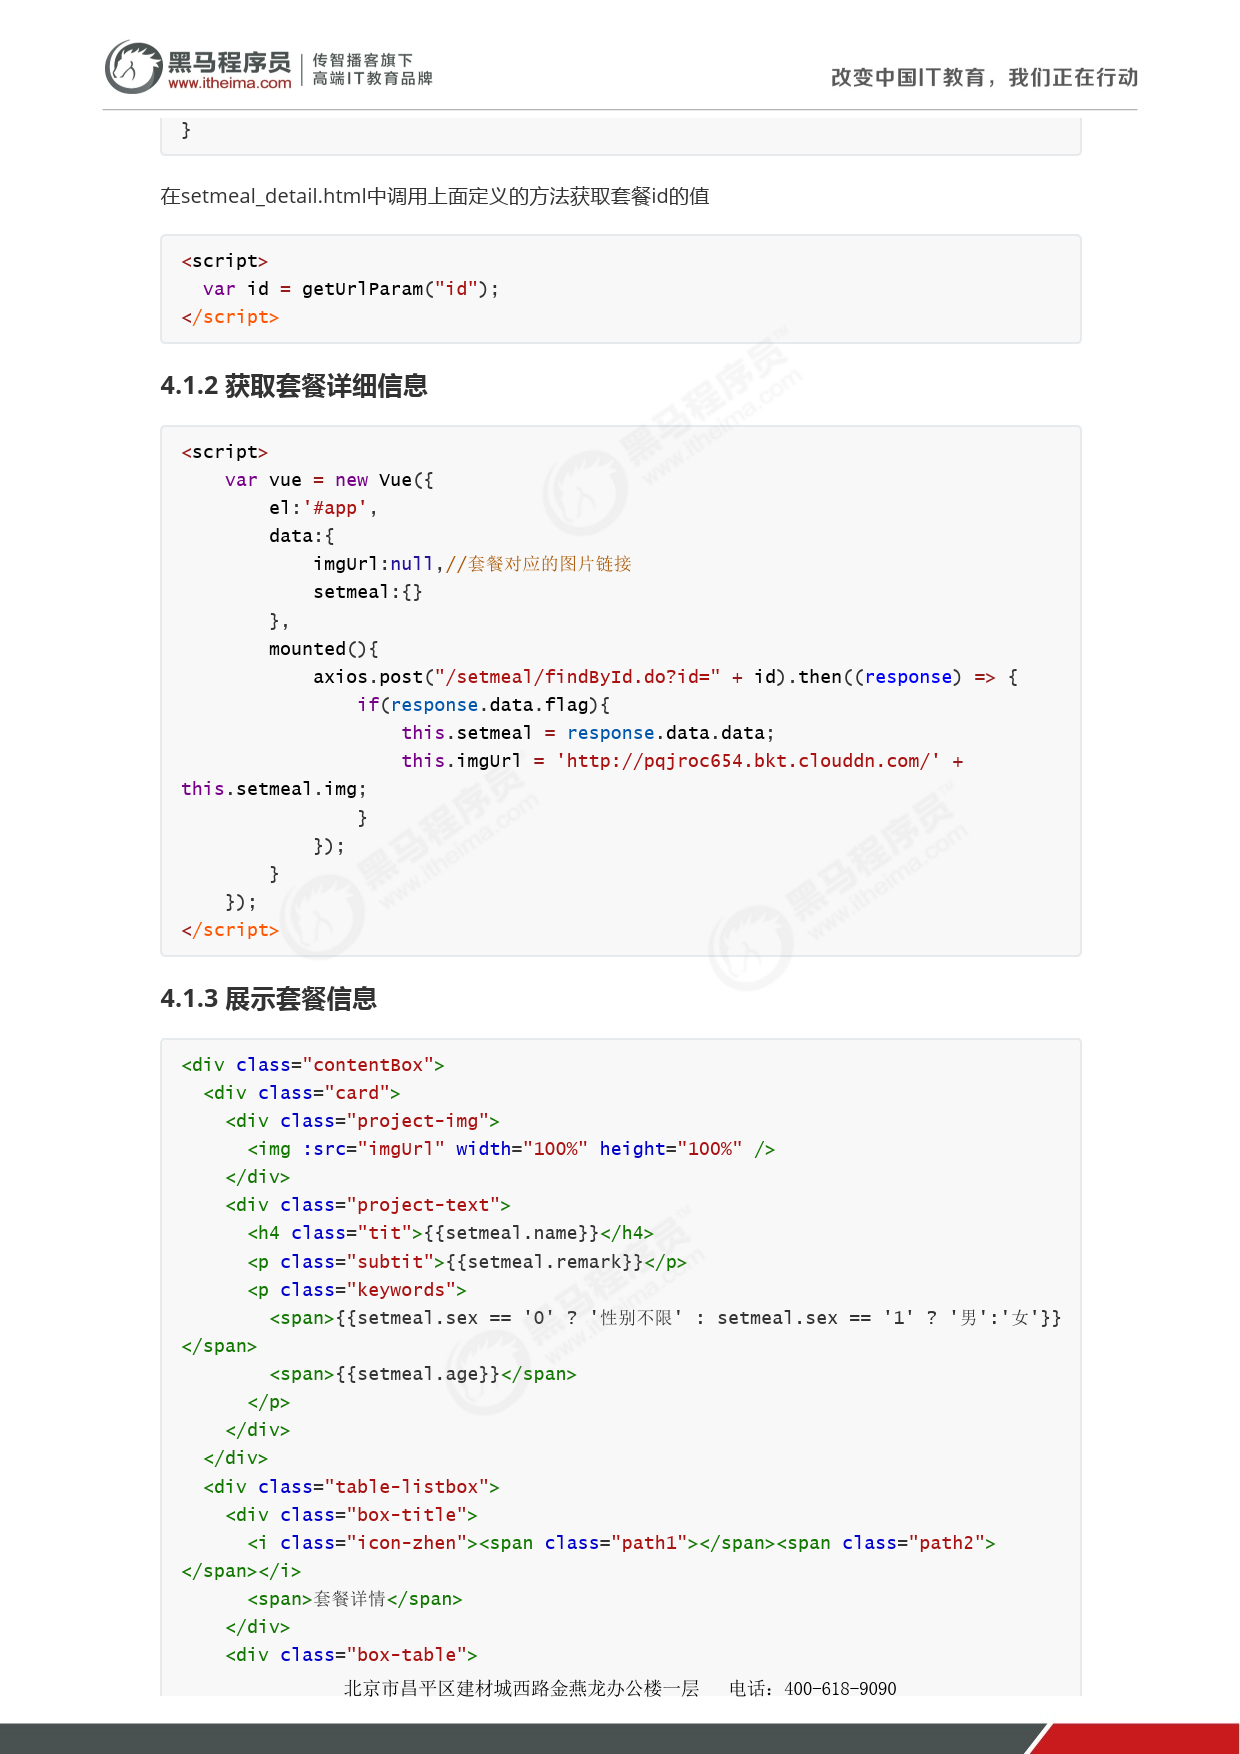 黑马程序员 传智播客旗下
www.itheima.com 高端IT教育品牌
改变中国IT教育，我们正在行动
}
在setmeal_detail.html中调用上面定义的方法获取套餐id的值
<script>
  var id = getUrlParam("id");
</script>
4.1.2 获取套餐详细信息
<script>
    var vue = new Vue({
        el:'#app',
        data:{
            imgUrl:null,//套餐对应的图片链接
            setmeal:{}
        },
        mounted(){
            axios.post("/setmeal/findById.do?id=" + id).then((response) => {
                if(response.data.flag){
                    this.setmeal = response.data.data;
                    this.imgUrl = 'http://pqjroc654.bkt.clouddn.com/' +
this.setmeal.img;
                }
            });
        }
    });
</script>
4.1.3 展示套餐信息
<div class="contentBox">
  <div class="card">
    <div class="project-img">
      <img :src="imgUrl" width="100%" height="100%" />
    </div>
    <div class="project-text">
      <h4 class="tit">{{setmeal.name}}</h4>
      <p class="subtit">{{setmeal.remark}}</p>
      <p class="keywords">
        <span>{{setmeal.sex == '0' ? '性别不限' : setmeal.sex == '1' ? '男':'女'}}
</span>
        <span>{{setmeal.age}}</span>
      </p>
    </div>
  </div>
  <div class="table-listbox">
    <div class="box-title">
      <i class="icon-zhen"><span class="path1"></span><span class="path2">
</span></i>
      <span>套餐详情</span>
    </div>
    <div class="box-table">
北京市昌平区建材城西路金燕龙办公楼一层 电话：400-618-9090